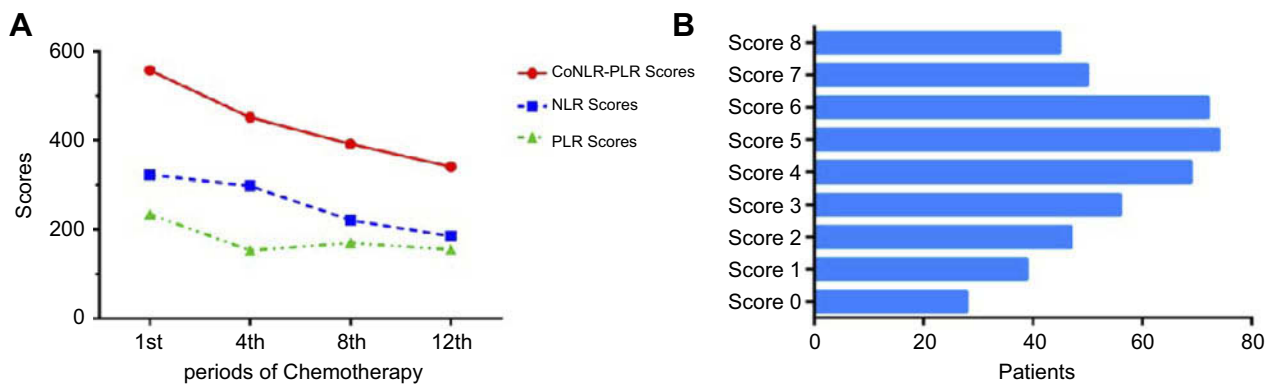 A
600
400
200
0
Scores
1st 4th 8th 12th
periods of Chemotherapy
CoNLR-PLR Scores
NLR Scores
PLR Scores
B
Score 8
Score 7
Score 6
Score 5
Score 4
Score 3
Score 2
Score 1
Score 0
0 20 40 60 80
Patients